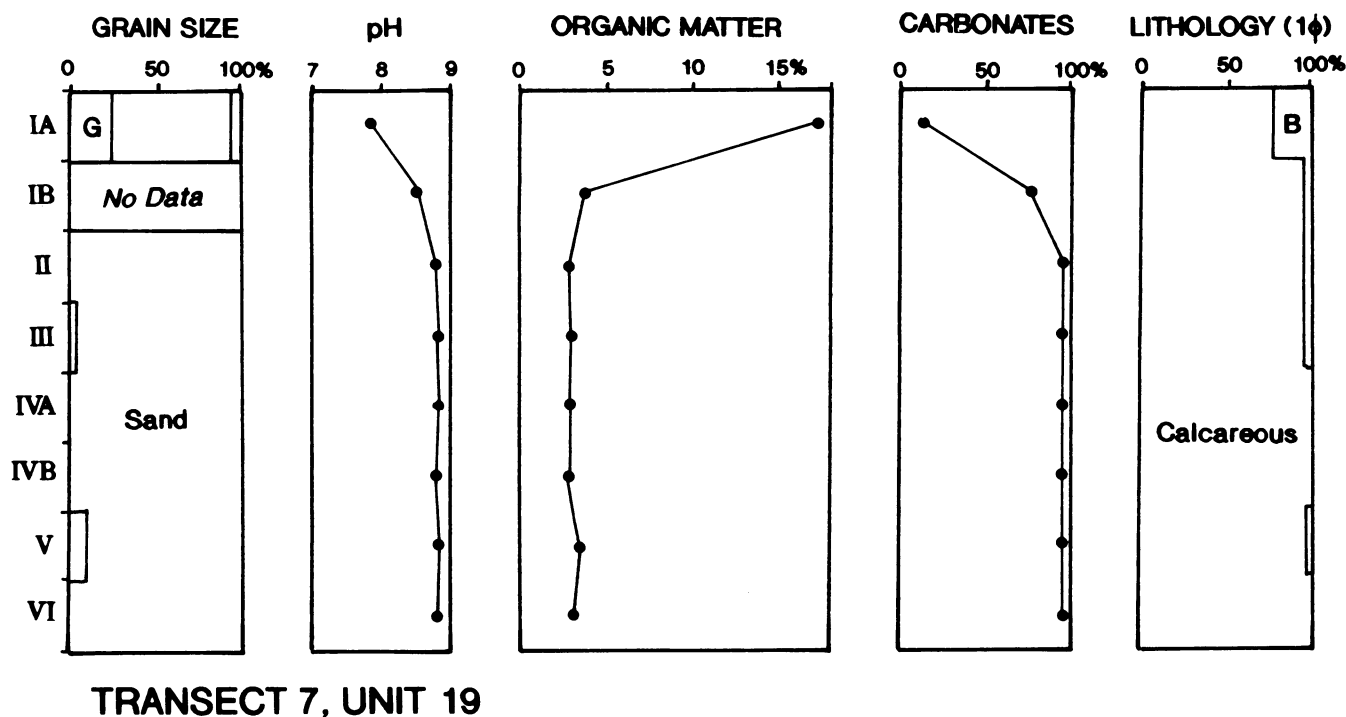 GRAIN SIZE pH ORGANIC MATTER CARBONATES LITHOLOGY (1ϕ)
0 50 100% 7 8 9 0 5 10 15% 0 50 100% 0 50 100%
IA G B
IB No Data
II
III
IVA Sand
Calcareous
IVB
V
VI
TRANSECT 7, UNIT 19